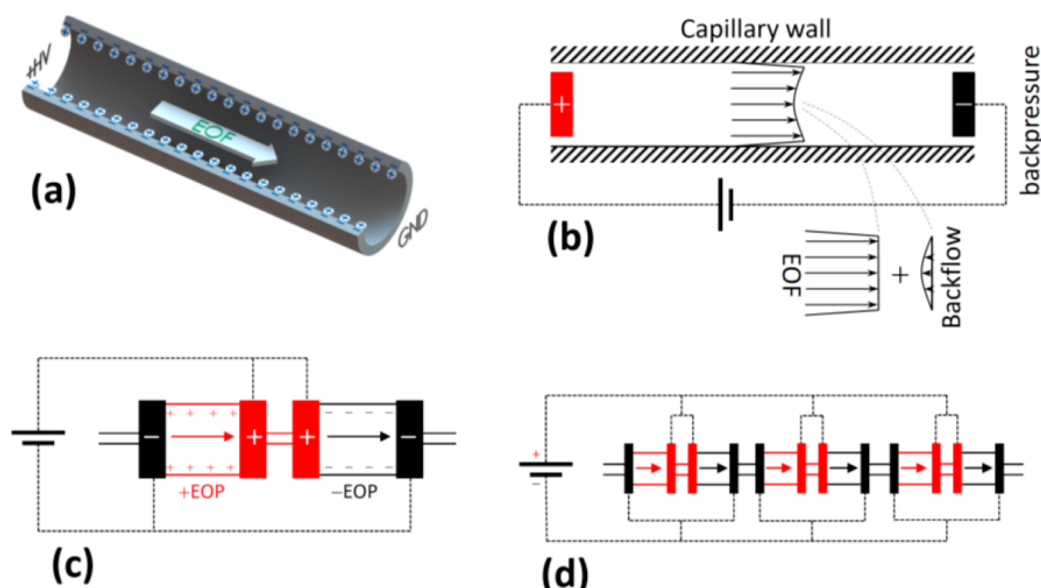 HV
EOF
GND
(a)
Capillary wall
+
−
backpressure
(b)
EOF
+
Backflow
−
+ + + +
+
+
− − − −
−
+ + + +
− − − −
+EOP
−EOP
(c)
+
−
(d)